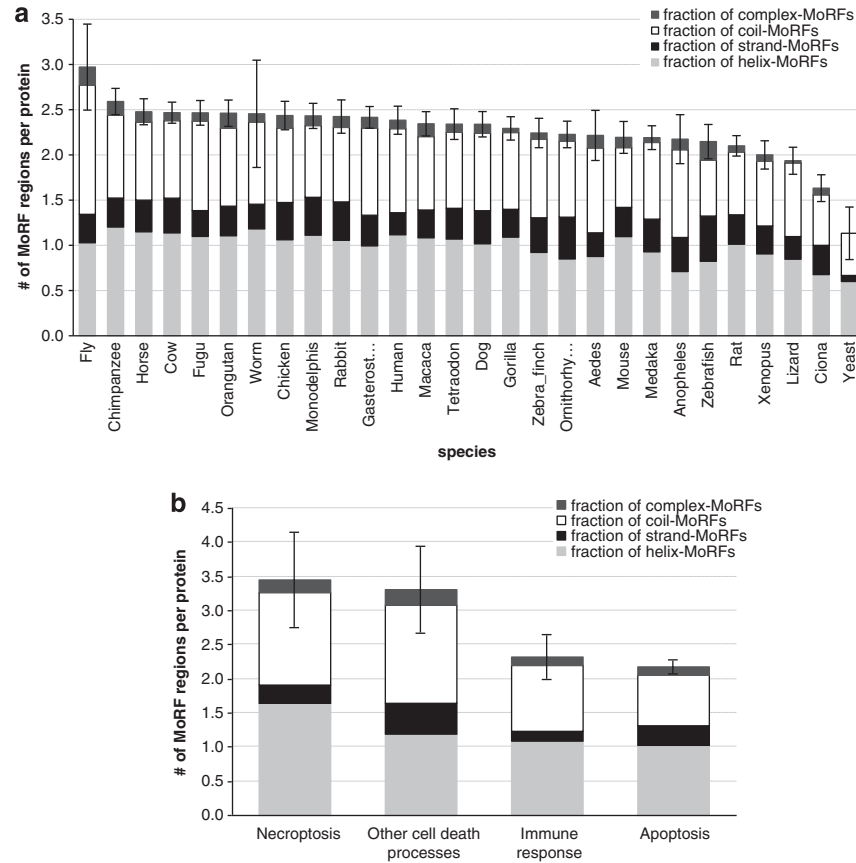 a
# of MoRF regions per protein
3.5
3.0
2.5
2.0
1.5
1.0
0.5
0.0
fraction of complex-MoRFs
fraction of coil-MoRFs
fraction of strand-MoRFs
fraction of helix-MoRFs
Fly
Chimpanzee
Horse
Cow
Fugu
Orangutan
Worm
Chicken
Monodelphis
Rabbit
Gasterost…
Human
Macaca
Tetraodon
Dog
Gorilla
Zebra_finch
Ornithorhy…
Aedes
Mouse
Medaka
Anopheles
Zebrafish
Rat
Xenopus
Lizard
Ciona
Yeast
species
b
# of MoRF regions per protein
4.5
4.0
3.5
3.0
2.5
2.0
1.5
1.0
0.5
0.0
fraction of complex-MoRFs
fraction of coil-MoRFs
fraction of strand-MoRFs
fraction of helix-MoRFs
Necroptosis
Other cell death
processes
Immune
response
Apoptosis